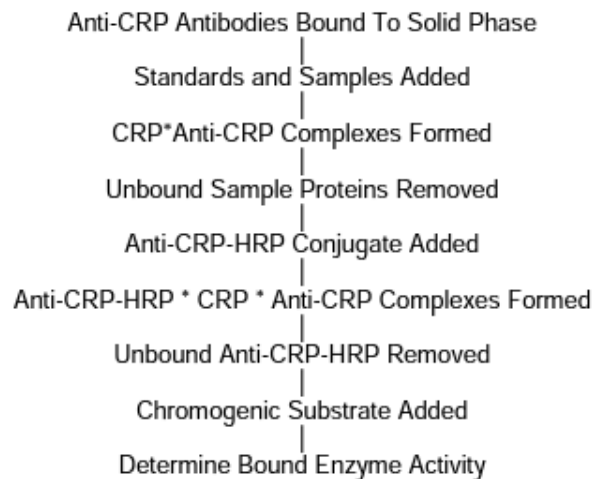 Anti-CRP Antibodies Bound To Solid Phase
Standards and Samples Added
CRP*Anti-CRP Complexes Formed
Unbound Sample Proteins Removed
Anti-CRP-HRP Conjugate Added
Anti-CRP-HRP * CRP * Anti-CRP Complexes Formed
Unbound Anti-CRP-HRP Removed
Chromogenic Substrate Added
Determine Bound Enzyme Activity